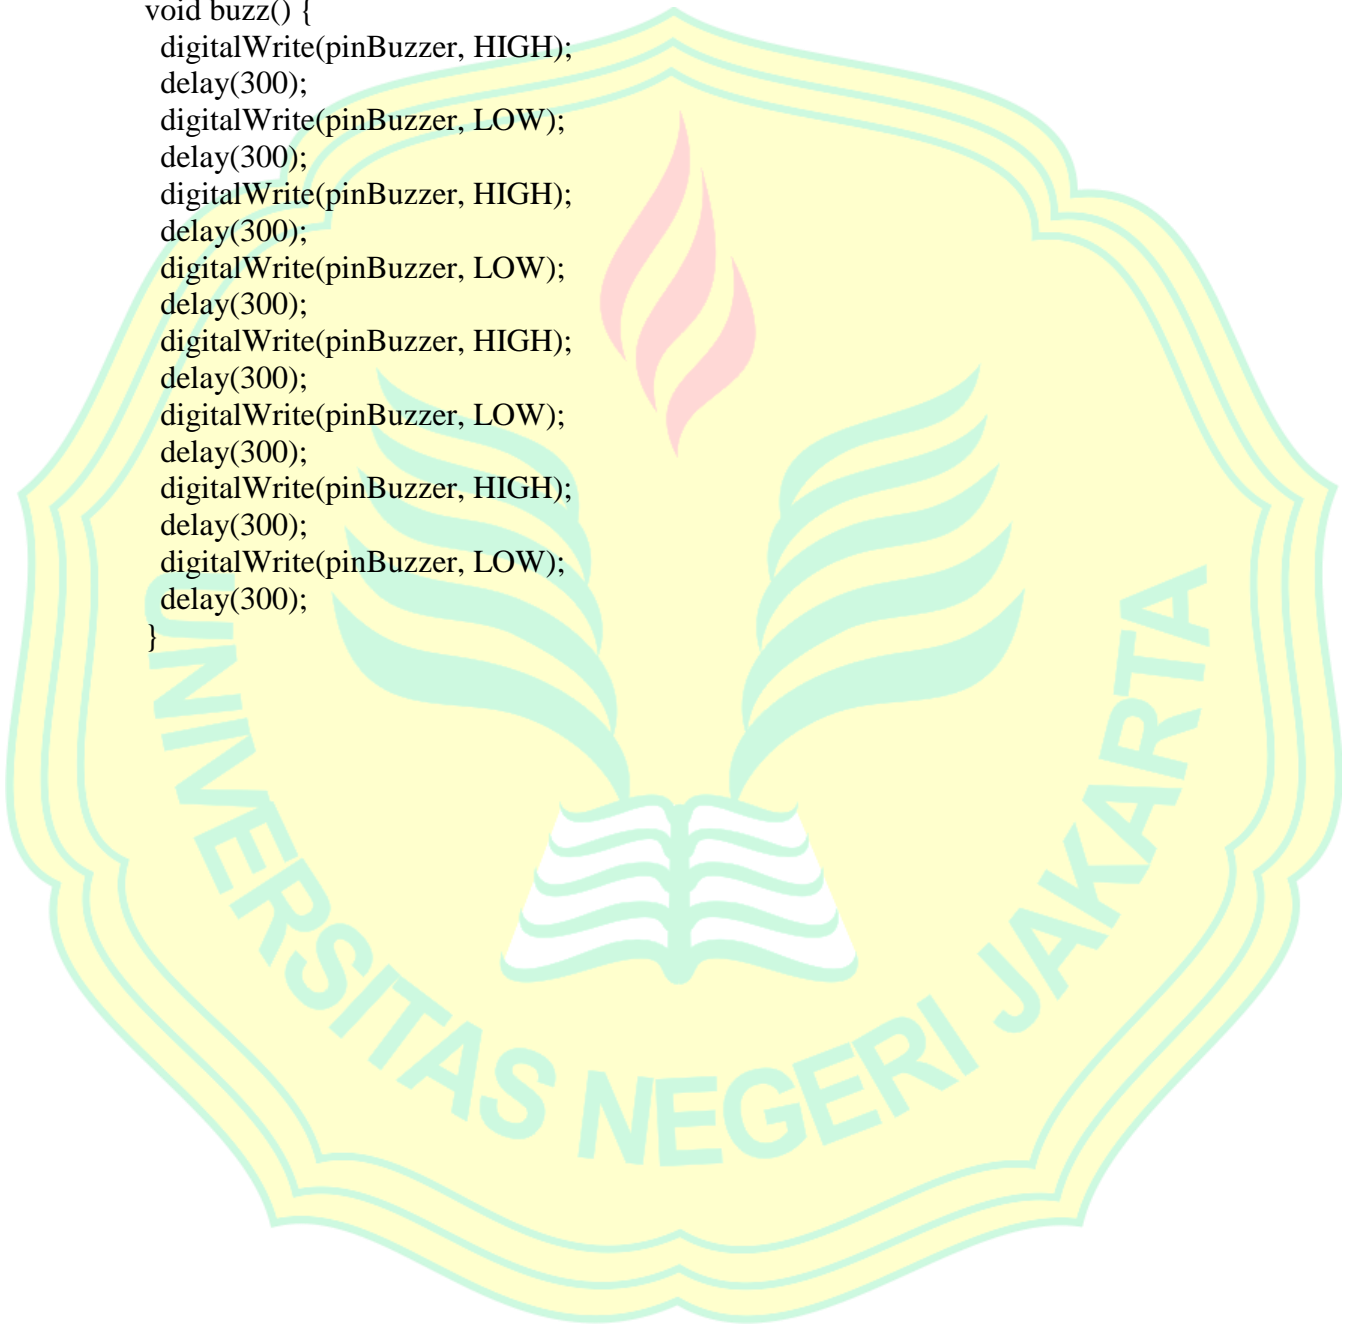 void buzz() {
digitalWrite(pinBuzzer, HIGH);
delay(300);
digitalWrite(pinBuzzer, LOW);
delay(300);
digitalWrite(pinBuzzer, HIGH);
delay(300);
digitalWrite(pinBuzzer, LOW);
delay(300);
digitalWrite(pinBuzzer, HIGH);
delay(300);
digitalWrite(pinBuzzer, LOW);
delay(300);
digitalWrite(pinBuzzer, HIGH);
delay(300);
digitalWrite(pinBuzzer, LOW);
delay(300);
}
UNIVERSITAS NEGERI JAKARTA